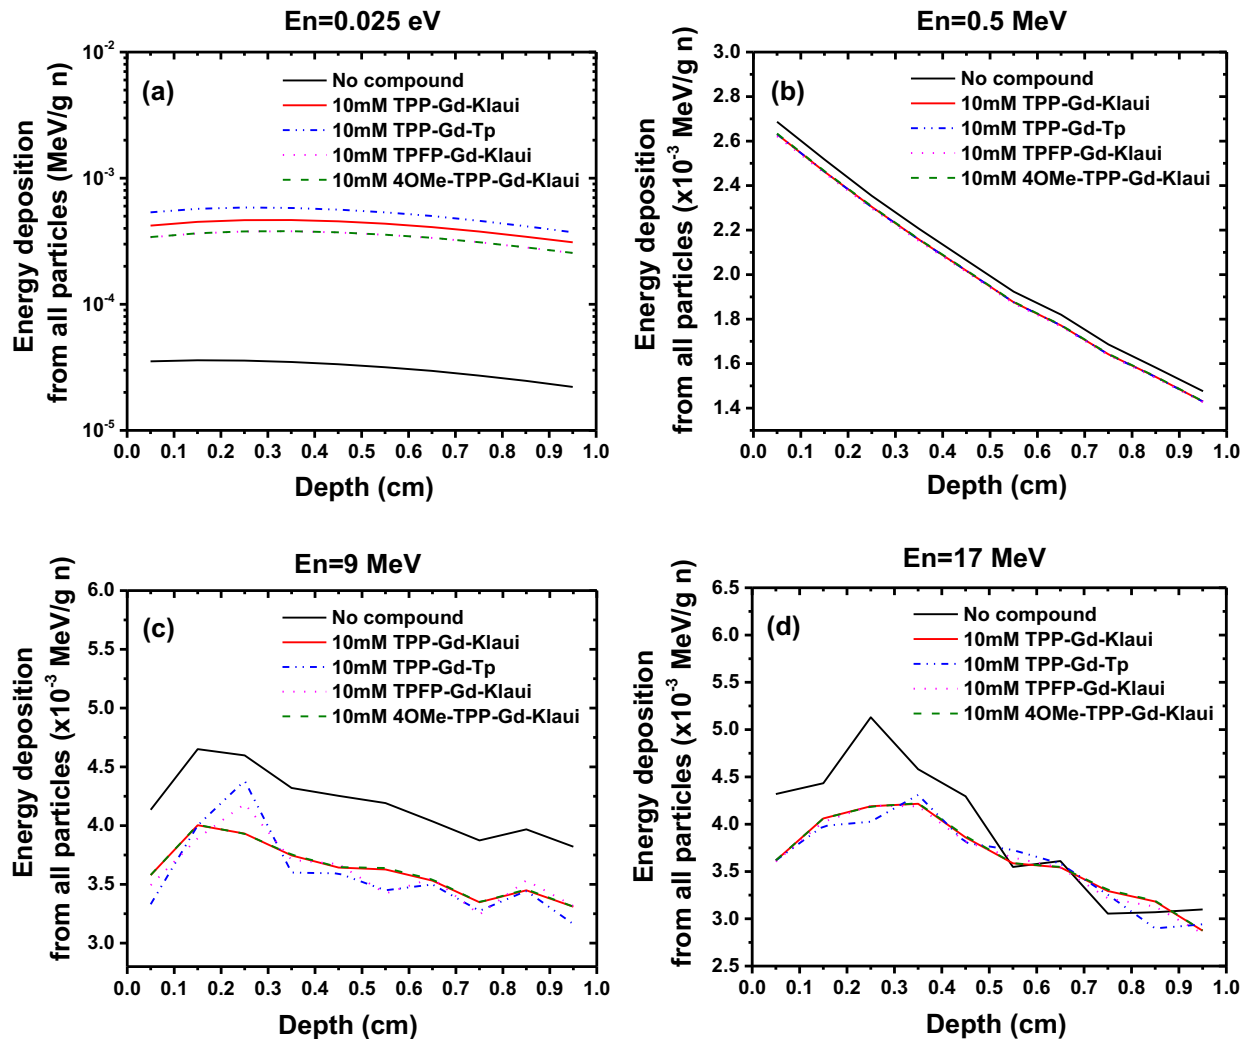 En=0.025 eV
(a)
No compound
10mM TPP-Gd-Klaui
10mM TPP-Gd-Tp
10mM TPFP-Gd-Klaui
10mM 4OMe-TPP-Gd-Klaui
Energy deposition
from all particles (MeV/g n)
10⁻²
10⁻³
10⁻⁴
10⁻⁵
0.0 0.1 0.2 0.3 0.4 0.5 0.6 0.7 0.8 0.9 1.0
Depth (cm)
En=0.5 MeV
(b)
No compound
10mM TPP-Gd-Klaui
10mM TPP-Gd-Tp
10mM TPFP-Gd-Klaui
10mM 4OMe-TPP-Gd-Klaui
Energy deposition
from all particles (x10⁻³ MeV/g n)
3.0
2.8
2.6
2.4
2.2
2.0
1.8
1.6
1.4
0.0 0.1 0.2 0.3 0.4 0.5 0.6 0.7 0.8 0.9 1.0
Depth (cm)
En=9 MeV
(c)
No compound
10mM TPP-Gd-Klaui
10mM TPP-Gd-Tp
10mM TPFP-Gd-Klaui
10mM 4OMe-TPP-Gd-Klaui
Energy deposition
from all particles (x10⁻³ MeV/g n)
6.0
5.5
5.0
4.5
4.0
3.5
3.0
0.0 0.1 0.2 0.3 0.4 0.5 0.6 0.7 0.8 0.9 1.0
Depth (cm)
En=17 MeV
(d)
No compound
10mM TPP-Gd-Klaui
10mM TPP-Gd-Tp
10mM TPFP-Gd-Klaui
10mM 4OMe-TPP-Gd-Klaui
Energy deposition
from all particles (x10⁻³ MeV/g n)
6.5
6.0
5.5
5.0
4.5
4.0
3.5
3.0
2.5
0.0 0.1 0.2 0.3 0.4 0.5 0.6 0.7 0.8 0.9 1.0
Depth (cm)